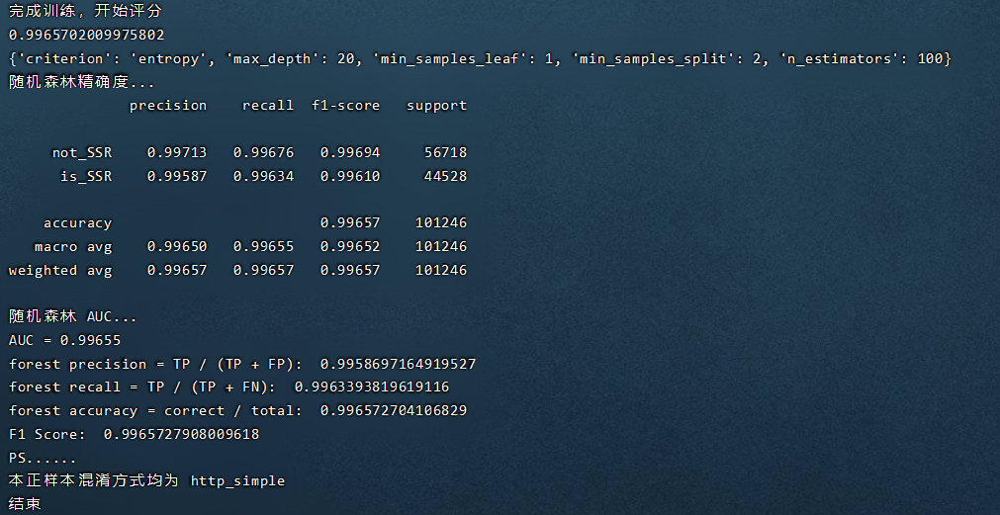 完成训练，开始评分
0.9965702009975802
{'criterion': 'entropy', 'max_depth': 20, 'min_samples_leaf': 1, 'min_samples_split': 2, 'n_estimators': 100}
随机森林精确度...
precision recall f1-score support
not_SSR 0.99713 0.99676 0.99694 56718
is_SSR 0.99587 0.99634 0.99610 44528
accuracy 0.99657 101246
macro avg 0.99650 0.99655 0.99652 101246
weighted avg 0.99657 0.99657 0.99657 101246
随机森林 AUC...
AUC = 0.99655
forest precision = TP / (TP + FP): 0.9958697164919527
forest recall = TP / (TP + FN): 0.9963393819619116
forest accuracy = correct / total: 0.996572704106829
F1 Score: 0.9965727908009618
PS......
本正样本混淆方式均为 http_simple
结束